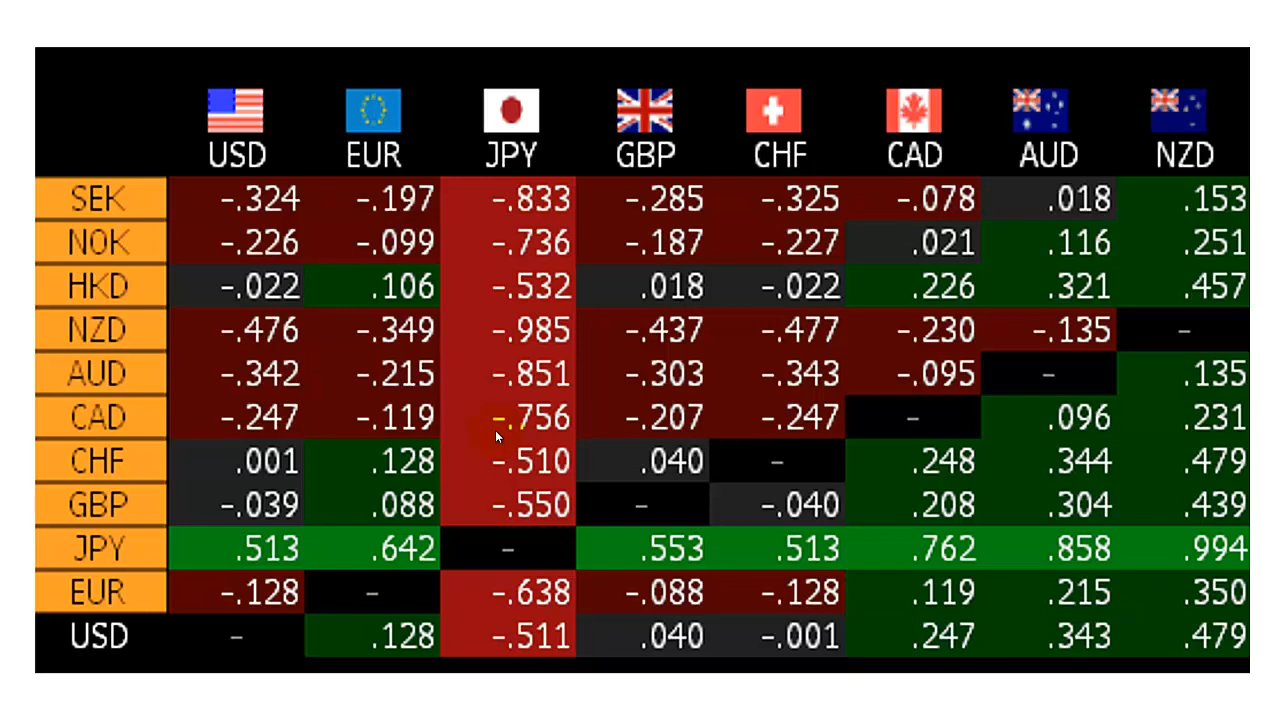 USD EUR JPY GBP CHF CAD AUD NZD
SEK -.324 -.197 -.833 -.285 -.325 -.078 .018 .153
NOK -.226 -.099 -.736 -.187 -.227 .021 .116 .251
HKD -.022 .106 -.532 .018 -.022 .226 .321 .457
NZD -.476 -.349 -.985 -.437 -.477 -.230 -.135 -
AUD -.342 -.215 -.851 -.303 -.343 -.095 - .135
CAD -.247 -.119 -.756 -.207 -.247 - .096 .231
CHF .001 .128 -.510 .040 - .248 .344 .479
GBP -.039 .088 -.550 - -.040 .208 .304 .439
JPY .513 .642 - .553 .513 .762 .858 .994
EUR -.128 - -.638 -.088 -.128 .119 .215 .350
USD - .128 -.511 .040 -.001 .247 .343 .479